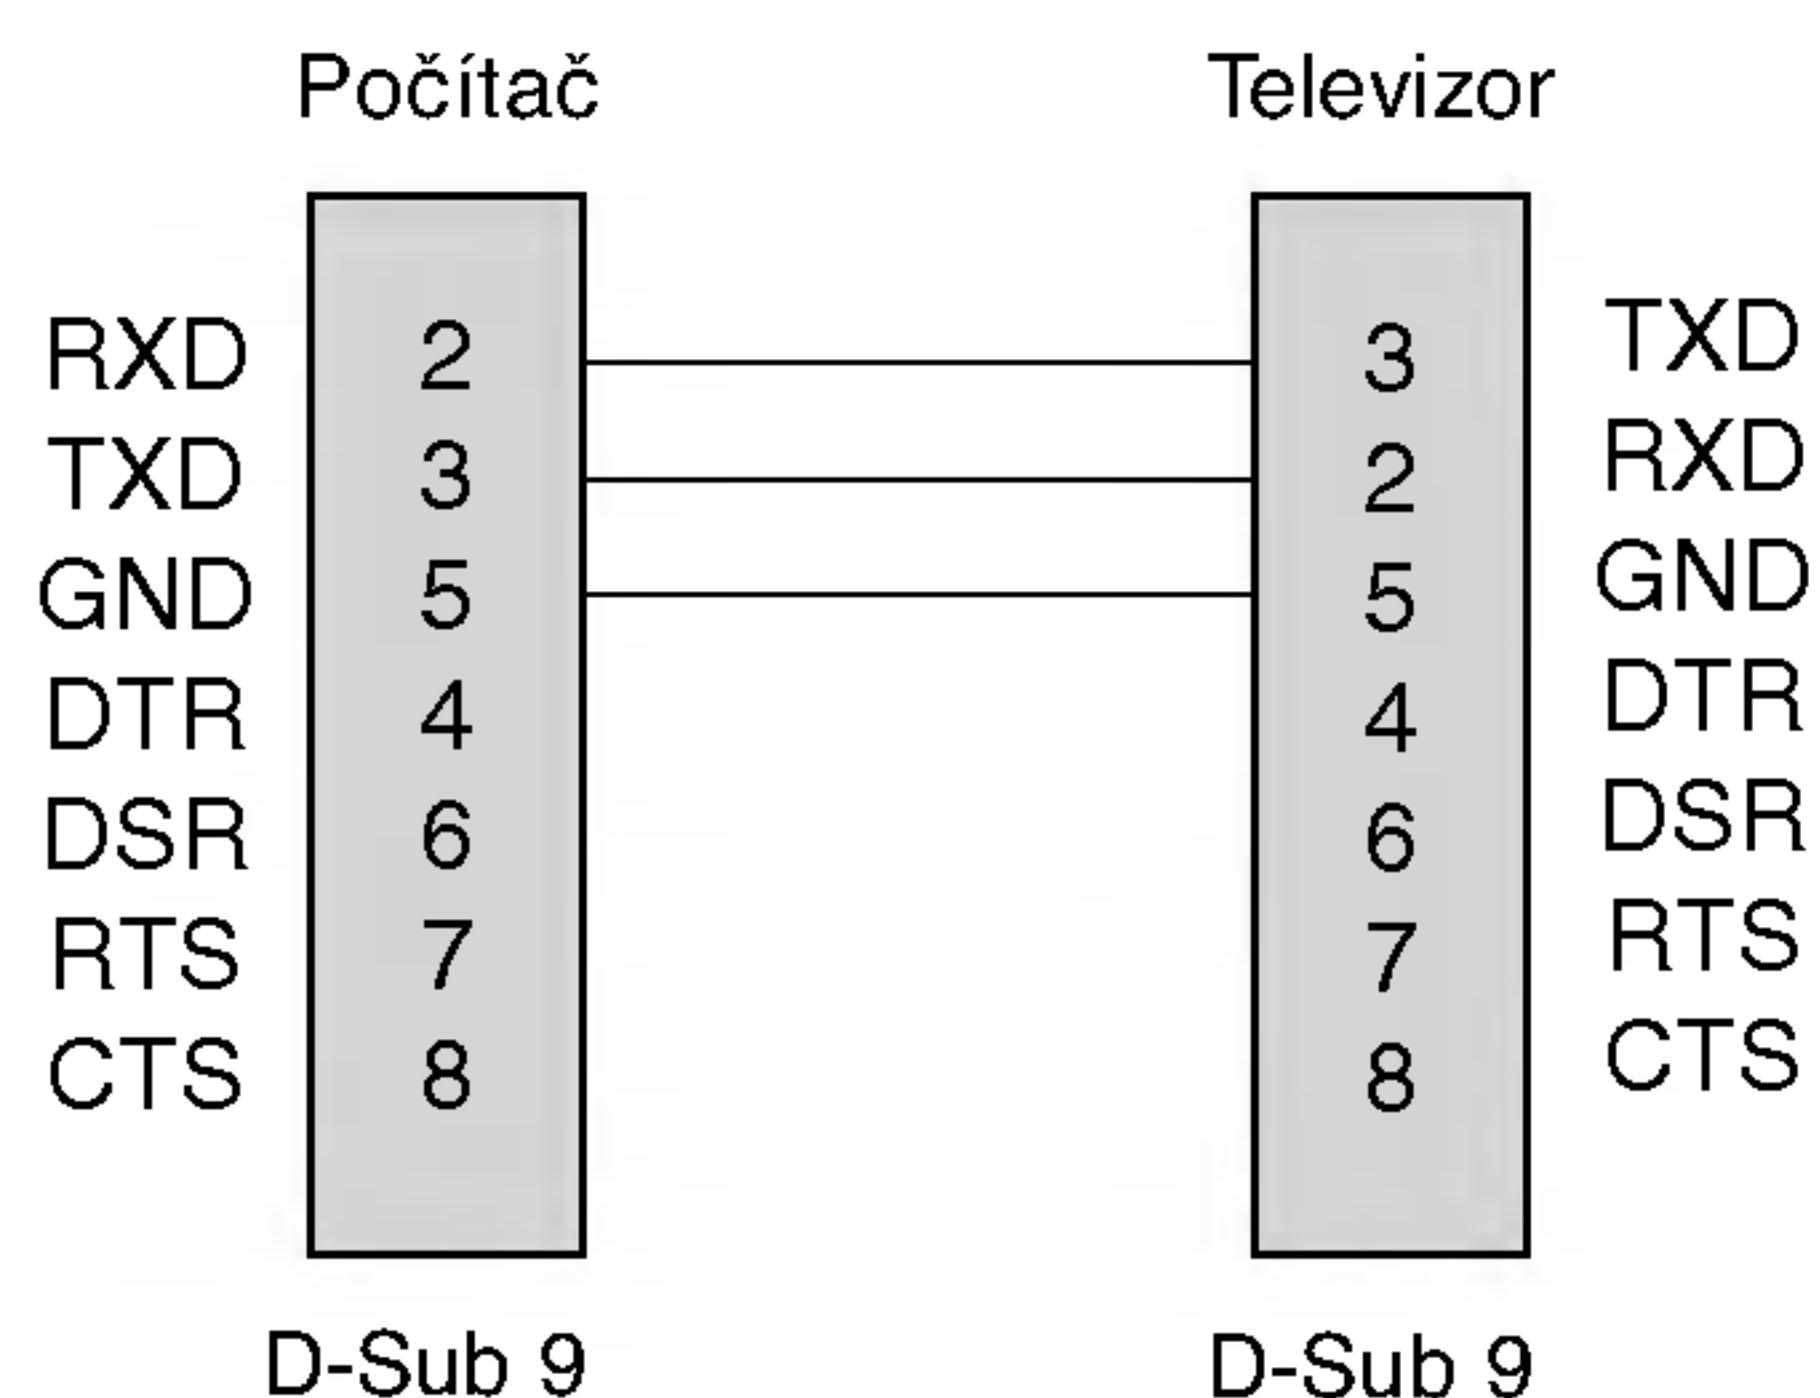 Počítač Televizor
RXD 2 3 TXD
TXD 3 2 RXD
GND 5 5 GND
DTR 4 4 DTR
DSR 6 6 DSR
RTS 7 7 RTS
CTS 8 8 CTS
D-Sub 9 D-Sub 9